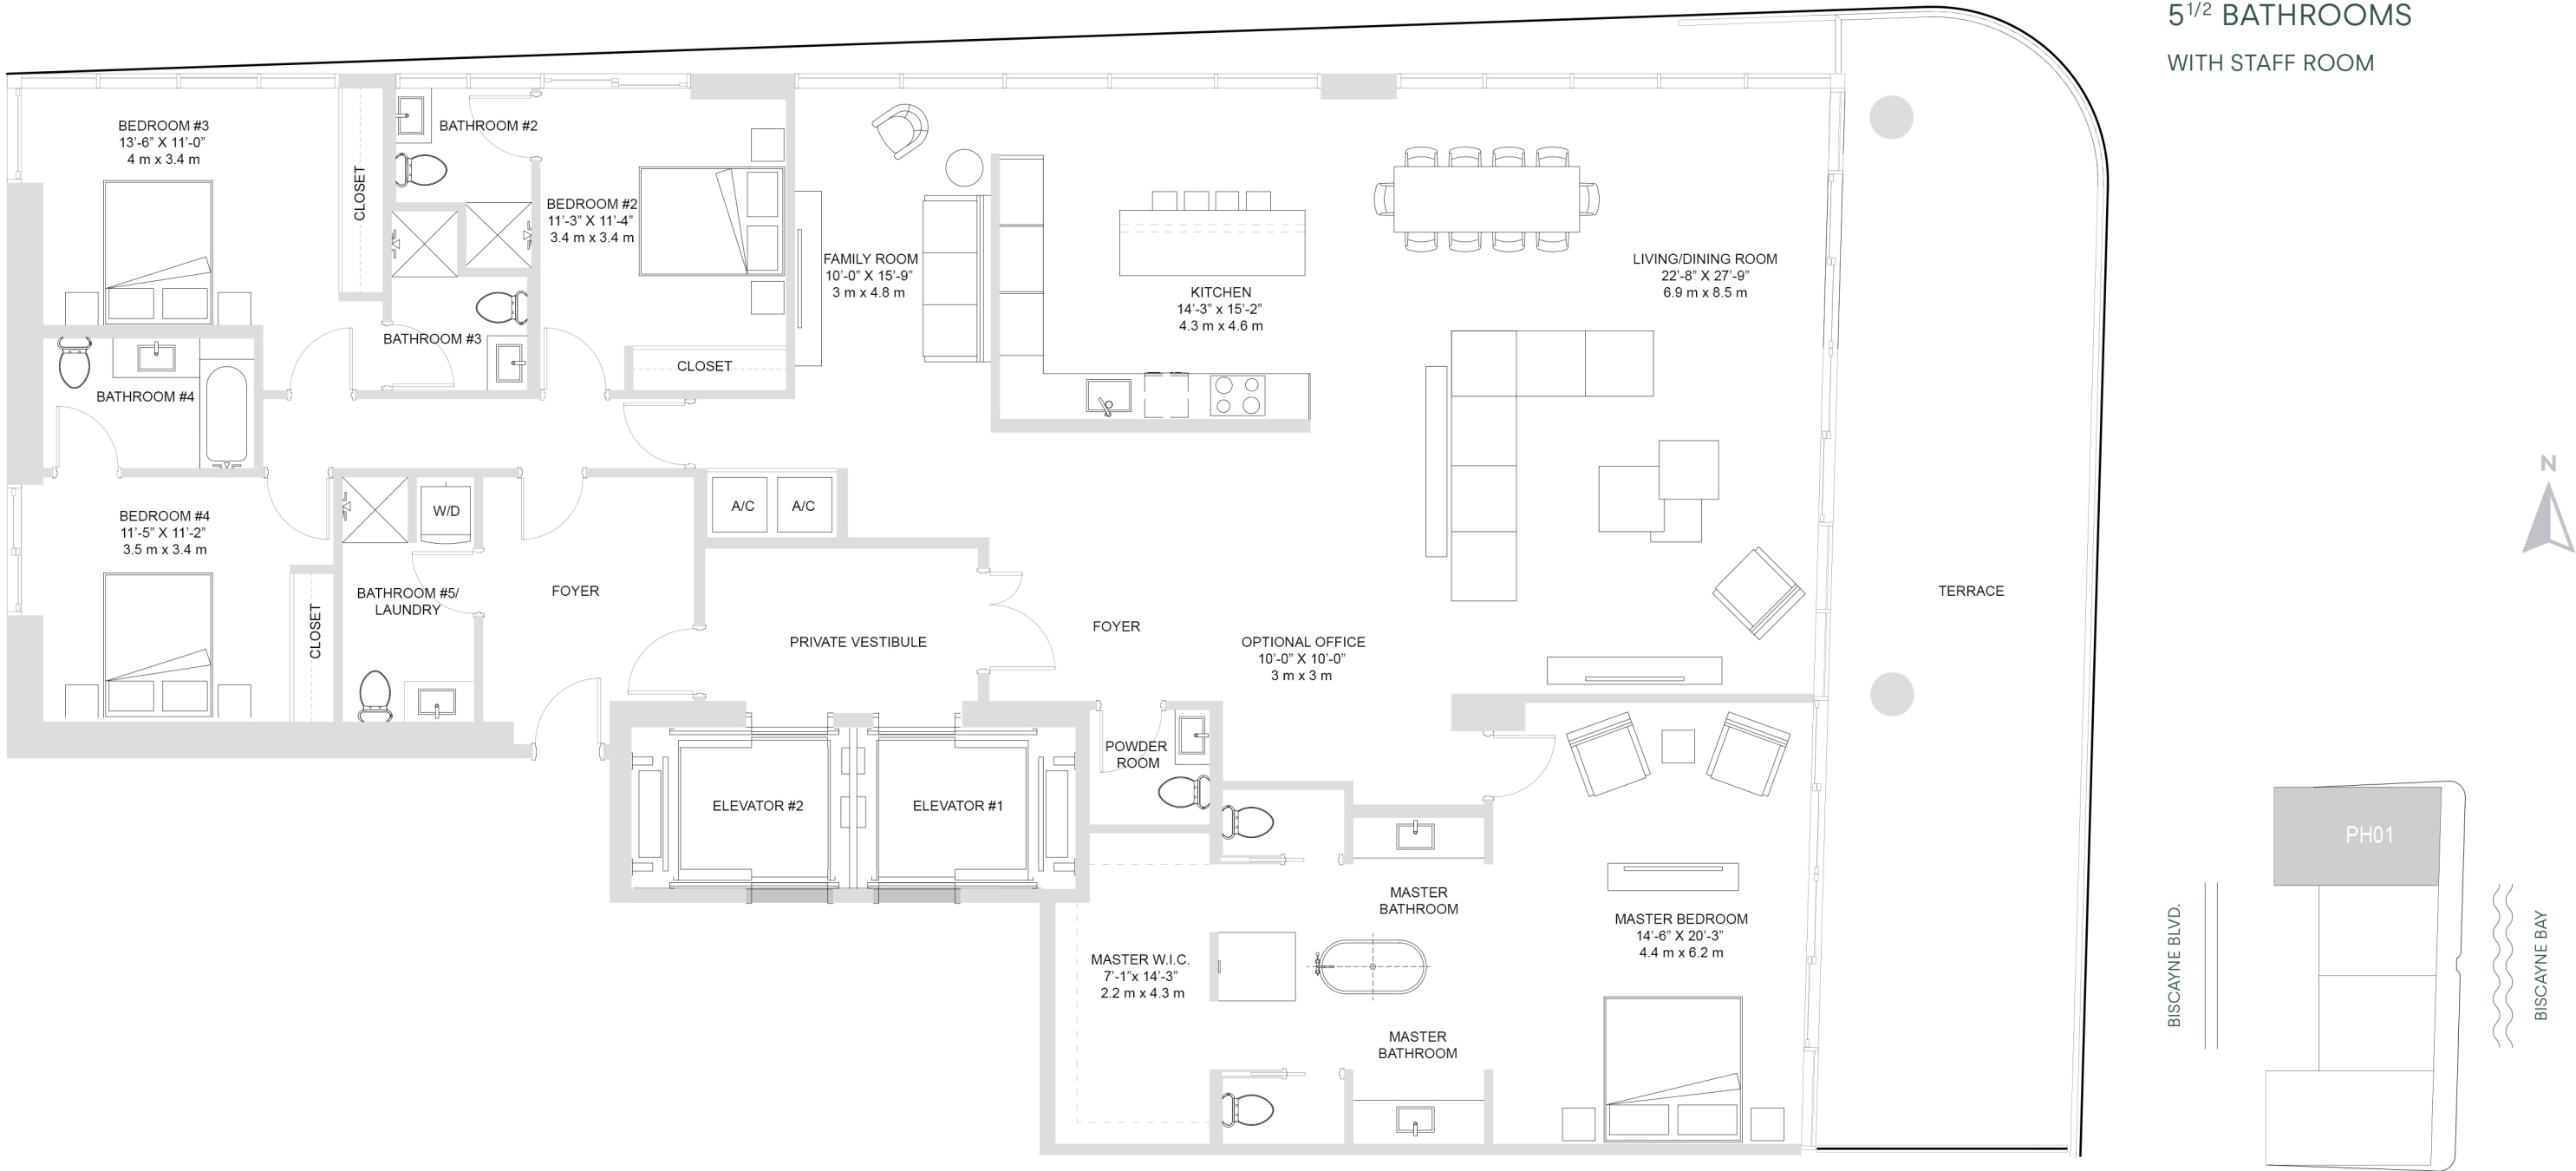 5 1/2 BATHROOMS
WITH STAFF ROOM
BEDROOM #3
13'-6” X 11'-0”
4 m x 3.4 m
CLOSET
BATHROOM #2
BEDROOM #2
11'-3” X 11'-4”
3.4 m x 3.4 m
FAMILY ROOM
10'-0” X 15'-9”
3 m x 4.8 m
KITCHEN
14'-3” x 15'-2”
4.3 m x 4.6 m
LIVING/DINING ROOM
22'-8” X 27'-9”
6.9 m x 8.5 m
BATHROOM #3
CLOSET
BATHROOM #4
BEDROOM #4
11'-5” X 11'-2”
3.5 m x 3.4 m
CLOSET
W/D
BATHROOM #5/
LAUNDRY
FOYER
A/C
A/C
PRIVATE VESTIBULE
FOYER
OPTIONAL OFFICE
10'-0” X 10'-0”
3 m x 3 m
TERRACE
N
ELEVATOR #2
ELEVATOR #1
POWDER
ROOM
MASTER
BATHROOM
MASTER W.I.C.
7'-1”x 14'-3”
2.2 m x 4.3 m
MASTER
BATHROOM
MASTER BEDROOM
14'-6” X 20'-3”
4.4 m x 6.2 m
PH01
BISCAYNE BLVD.
BISCAYNE BAY